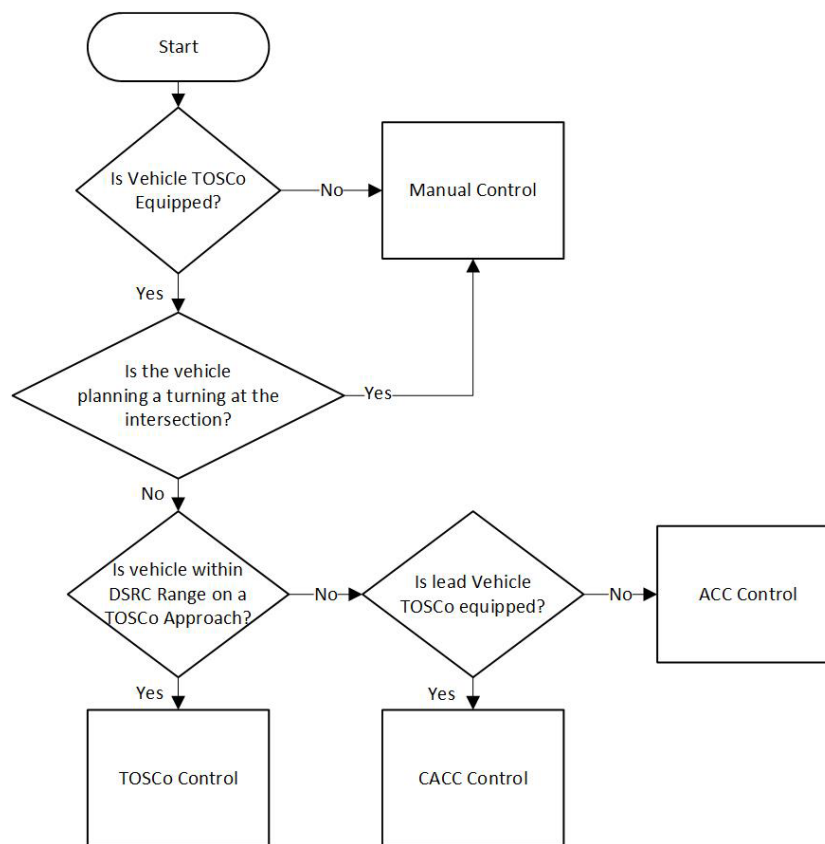 Start
Is Vehicle TOSCo
Equipped?
No
Manual Control
Yes
Is the vehicle
planning a turning at the
intersection?
Yes
No
Is vehicle within
DSRC Range on a
TOSCo Approach?
No
Is lead Vehicle
TOSCo equipped?
No
ACC Control
Yes
Yes
TOSCo Control
CACC Control